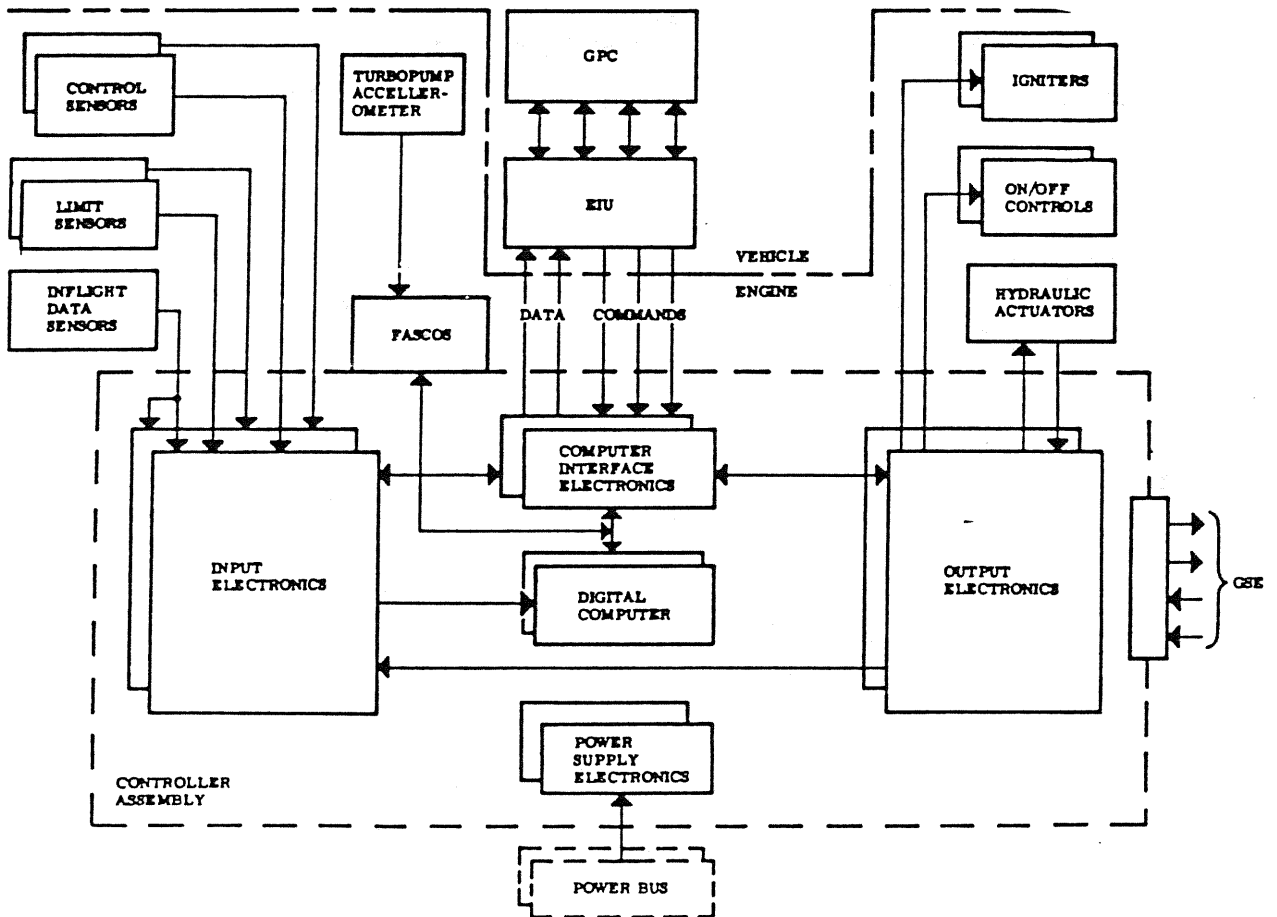 CONTROL
SENSORS
TURBOPUMP
ACCELLER-
OMETER
GPC
IGNITERS
LIMIT
SENSORS
EIU
ON/OFF
CONTROLS
VEHICLE
ENGINE
INFLIGHT
DATA
SENSORS
FASCOS
DATA
COMMANDS
HYDRAULIC
ACTUATORS
COMPUTER
INTERFACE
ELECTRONICS
INPUT
ELECTRONICS
DIGITAL
COMPUTER
OUTPUT
ELECTRONICS
GSE
POWER
SUPPLY
ELECTRONICS
CONTROLLER
ASSEMBLY
POWER BUS